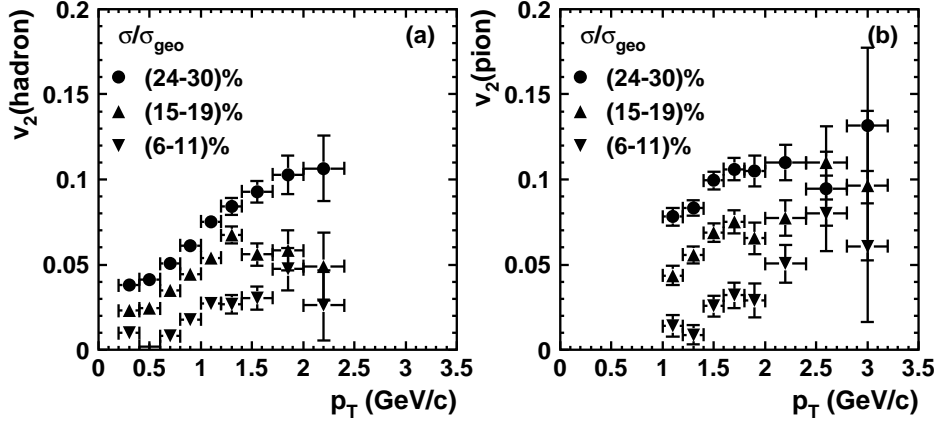 v2(hadron)
0.2
0.15
0.1
0.05
0
σ/σgeo
(a)
(24-30)%
(15-19)%
(6-11)%
0 0.5 1 1.5 2 2.5 3 3.5
pT (GeV/c)
v2(pion)
0.2
0.15
0.1
0.05
0
σ/σgeo
(b)
(24-30)%
(15-19)%
(6-11)%
0 0.5 1 1.5 2 2.5 3 3.5
pT (GeV/c)